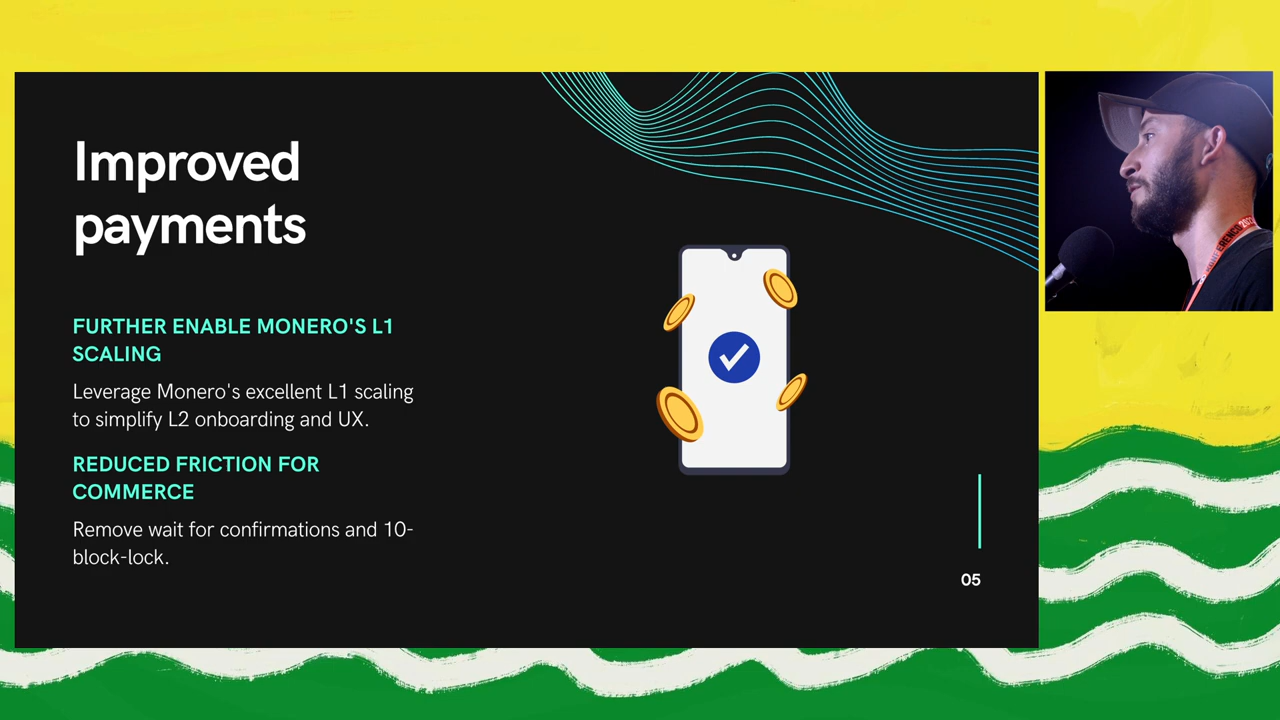 Improved
payments
FURTHER ENABLE MONERO'S L1
SCALING
Leverage Monero's excellent L1 scaling
to simplify L2 onboarding and UX.
REDUCED FRICTION FOR
COMMERCE
Remove wait for confirmations and 10-
block-lock.
05